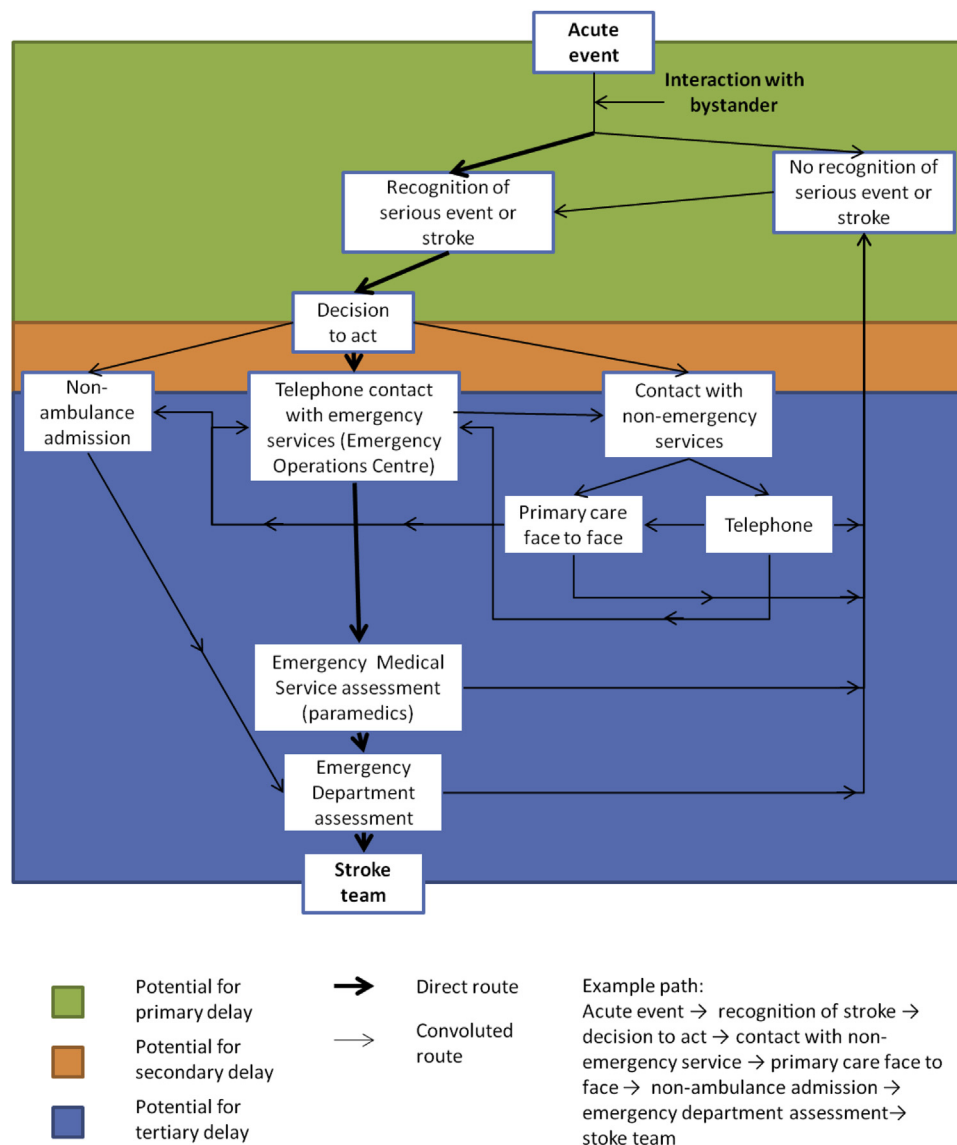 Acute
event
Interaction with
bystander
No recognition of
serious event or
stroke
Recognition of
serious event or
stroke
Decision
to act
Non-
ambulance
admission
Telephone contact
with emergency
services (Emergency
Operations Centre)
Contact with
non-emergency
services
Primary care
face to face
Telephone
Emergency Medical
Service assessment
(paramedics)
Emergency
Department
assessment
Stroke
team
Potential for
primary delay
Potential for
secondary delay
Potential for
tertiary delay
Direct route
Convoluted
route
Example path:
Acute event → recognition of stroke →
decision to act → contact with non-
emergency service → primary care face to
face → non-ambulance admission →
emergency department assessment→
stoke team